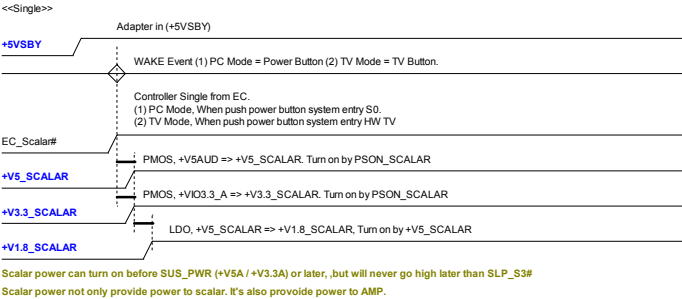 <<Single>>
Adapter in (+5VSBY)
+5VSBY
WAKE Event (1) PC Mode = Power Button (2) TV Mode = TV Button.
Controller Single from EC.
(1) PC Mode, When push power button system entry S0.
(2) TV Mode, When push power button system entry HW TV
EC_Scalar#
PMOS, +V5AUD => +V5_SCALAR. Turn on by PSON_SCALAR
+V5_SCALAR
PMOS, +VIO3.3_A => +V3.3_SCALAR. Turn on by PSON_SCALAR
+V3.3_SCALAR
LDO, +V5_SCALAR => +V1.8_SCALAR, Turn on by +V5_SCALAR
+V1.8_SCALAR
Scalar power can turn on before SUS_PWR (+V5A / +V3.3A) or later, ,but will never go high later than SLP_S3#
Scalar power not only provide power to scalar. It's also provoide power to AMP.